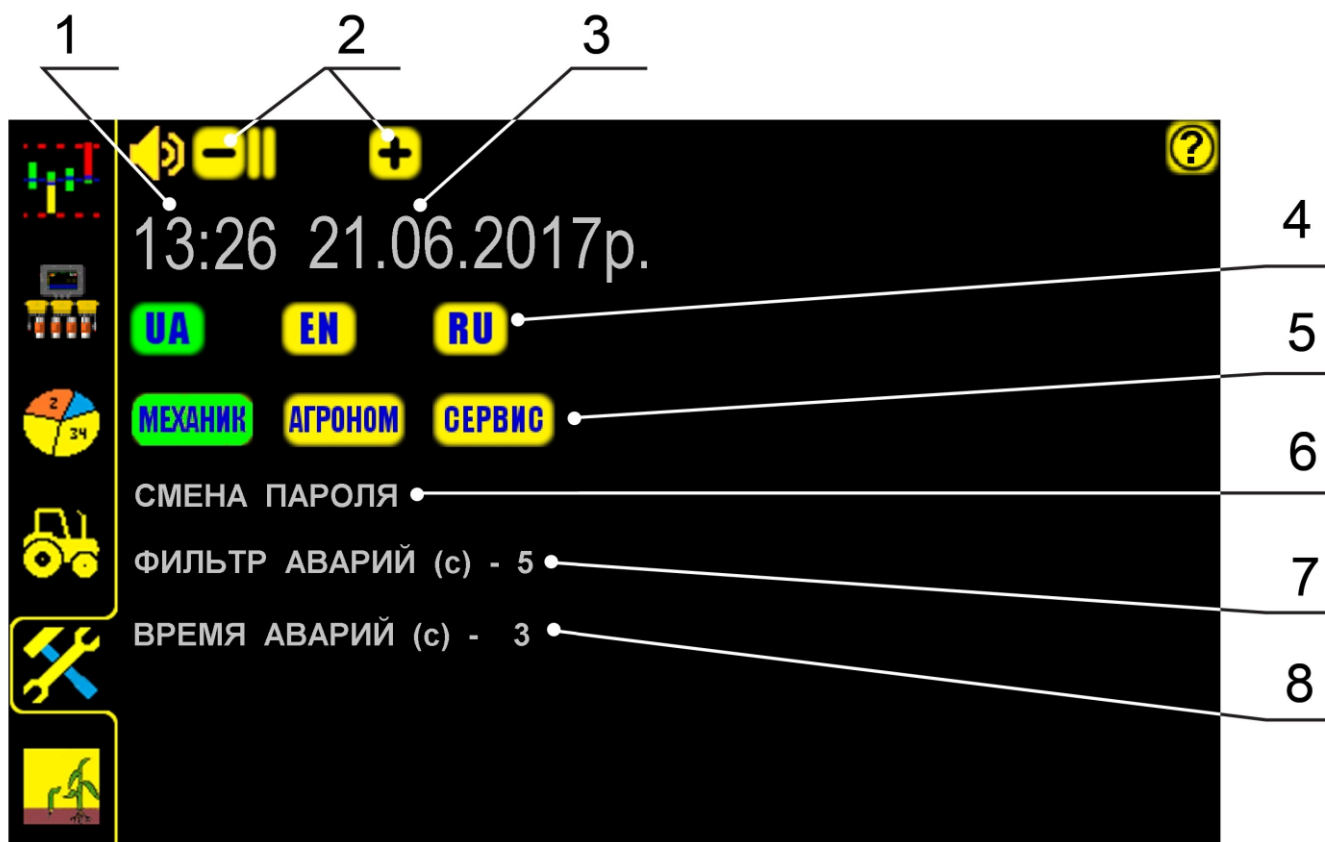 1 2 3
− +
?
13:26 21.06.2017р.
4
UA EN RU
5
МЕХАНИК АГРОНОМ СЕРВИС
2
34
6
СМЕНА ПАРОЛЯ
ФИЛЬТР АВАРИЙ (с) - 5
7
ВРЕМЯ АВАРИЙ (с) - 3
8